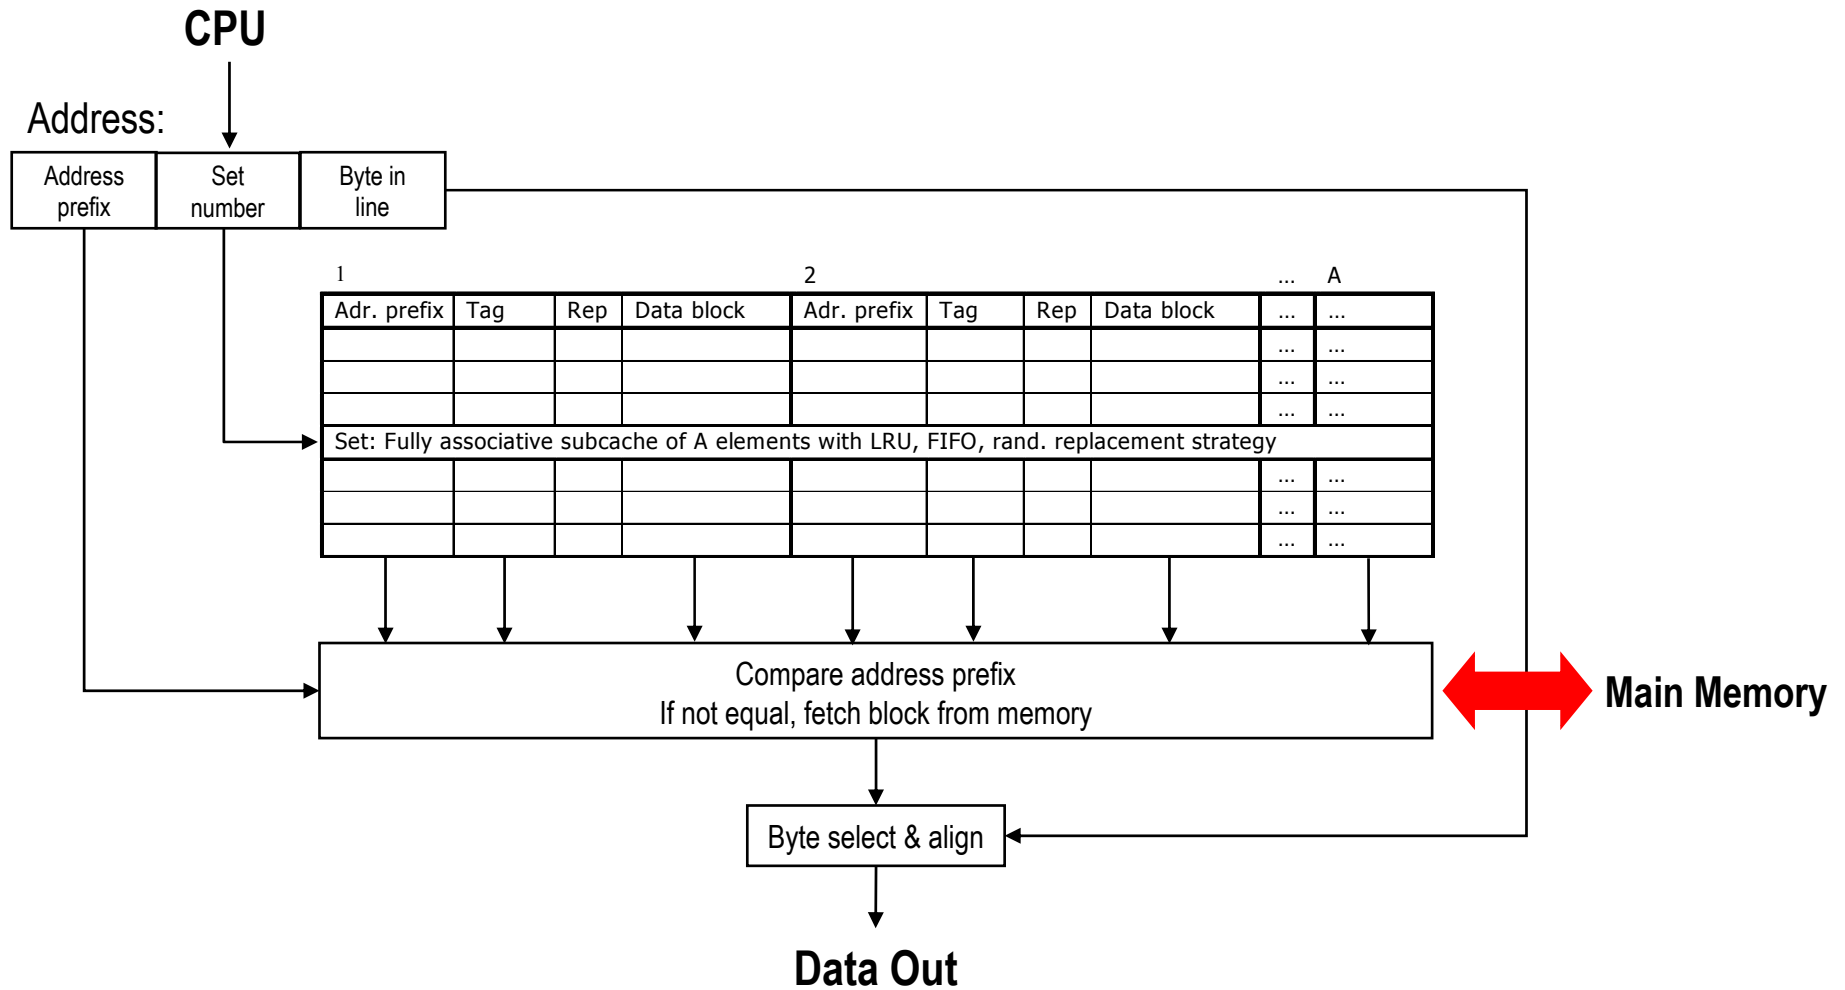 CPU
Address:
Address prefix
Set number
Byte in line
1 2 ... A
Adr. prefix Tag Rep Data block Adr. prefix Tag Rep Data block ... ...
... ...
... ...
... ...
Set: Fully associative subcache of A elements with LRU, FIFO, rand. replacement strategy
... ...
... ...
... ...
Compare address prefix
If not equal, fetch block from memory
Main Memory
Byte select & align
Data Out